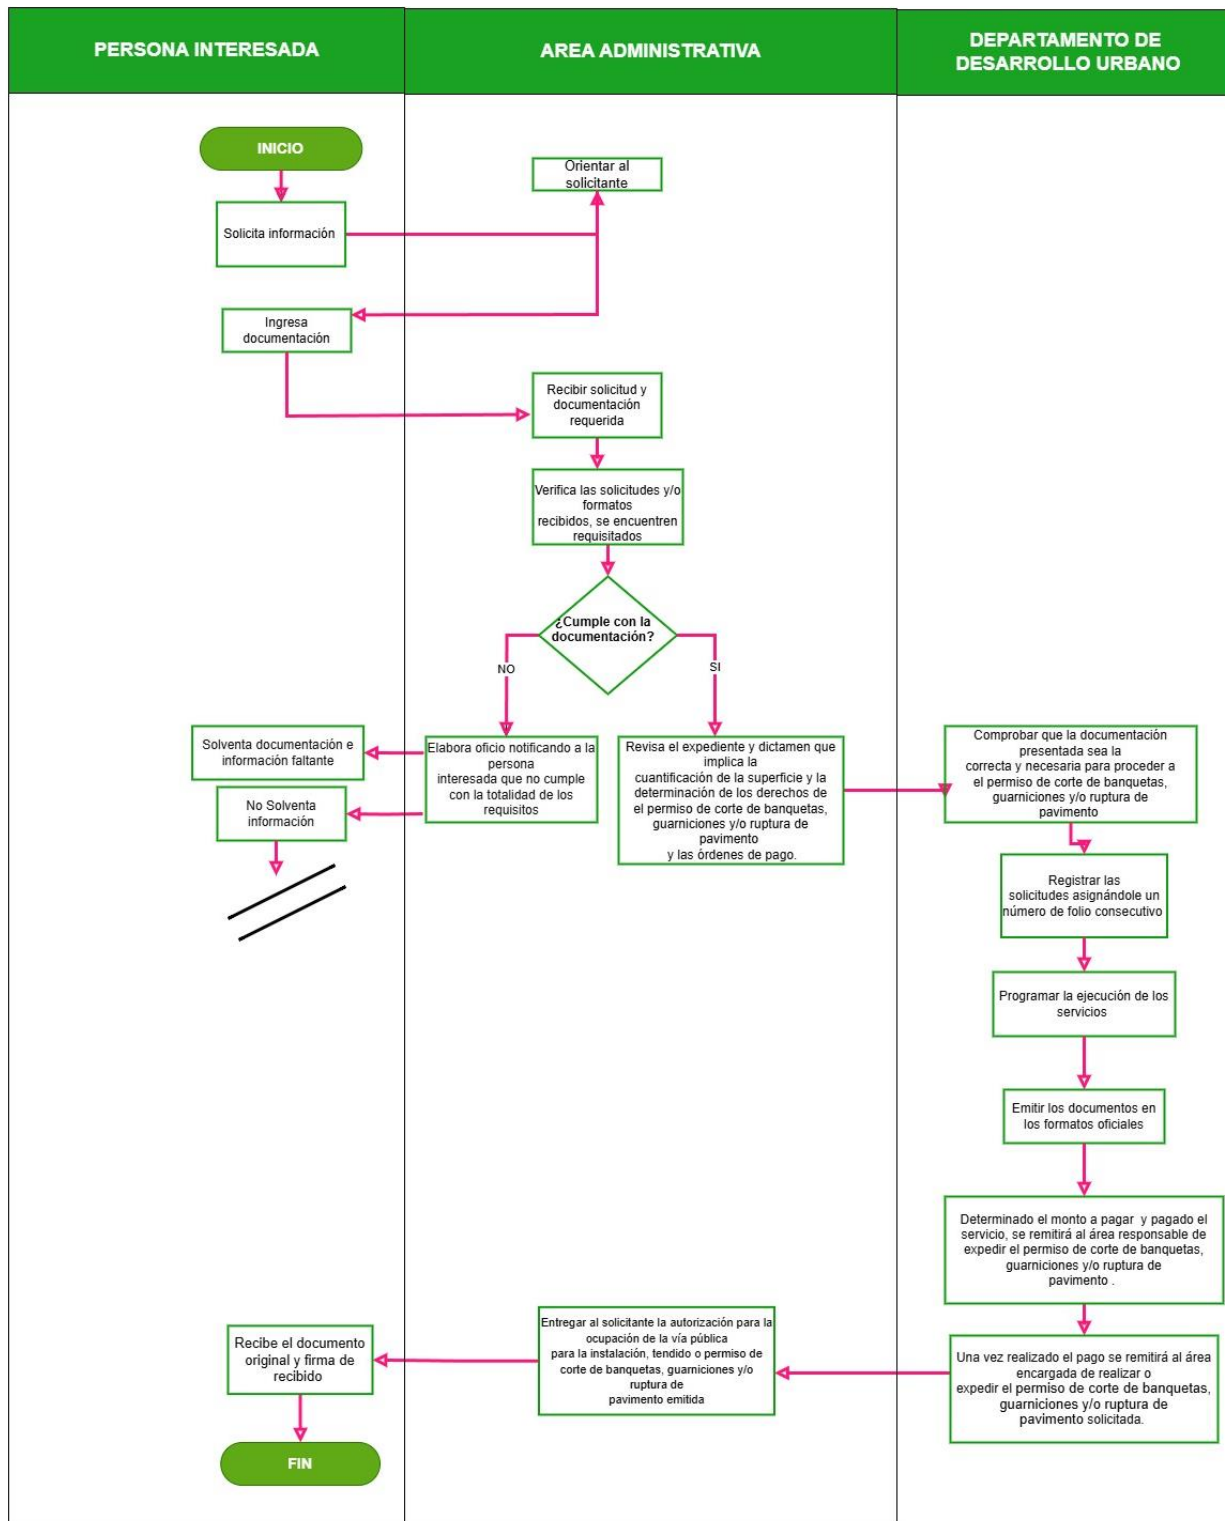 PERSONA INTERESADA
AREA ADMINISTRATIVA
DEPARTAMENTO DE
DESARROLLO URBANO
INICIO
Orientar al
solicitante
Solicita información
Ingresa
documentación
Recibir solicitud y
documentación
requerida
Verifica las solicitudes y/o
formatos
recibidos, se encuentren
requisitados
¿Cumple con la
documentación?
NO
SI
Solventa documentación e
información faltante
No Solventa
información
Elabora oficio notificando a la
persona
interesada que no cumple
con la totalidad de los
requisitos
Revisa el expediente y dictamen que
implica la
cuantificación de la superficie y la
determinación de los derechos de
el permiso de corte de banquetas,
guarniciones y/o ruptura de
pavimento
y las órdenes de pago.
Comprobar que la documentación
presentada sea la
correcta y necesaria para proceder a
el permiso de corte de banquetas,
guarniciones y/o ruptura de
pavimento
Registrar las
solicitudes asignándole un
número de folio consecutivo
Programar la ejecución de los
servicios
Emitir los documentos en
los formatos oficiales
Determinado el monto a pagar y pagado el
servicio, se remitirá al área responsable de
expedir el permiso de corte de banquetas,
guarniciones y/o ruptura de
pavimento .
Una vez realizado el pago se remitirá al área
encargada de realizar o
expedir el permiso de corte de banquetas,
guarniciones y/o ruptura de
pavimento solicitada.
Entregar al solicitante la autorización para la
ocupación de la vía pública
para la instalación, tendido o permiso de
corte de banquetas, guarniciones y/o
ruptura de
pavimento emitida
Recibe el documento
original y firma de
recibido
FIN